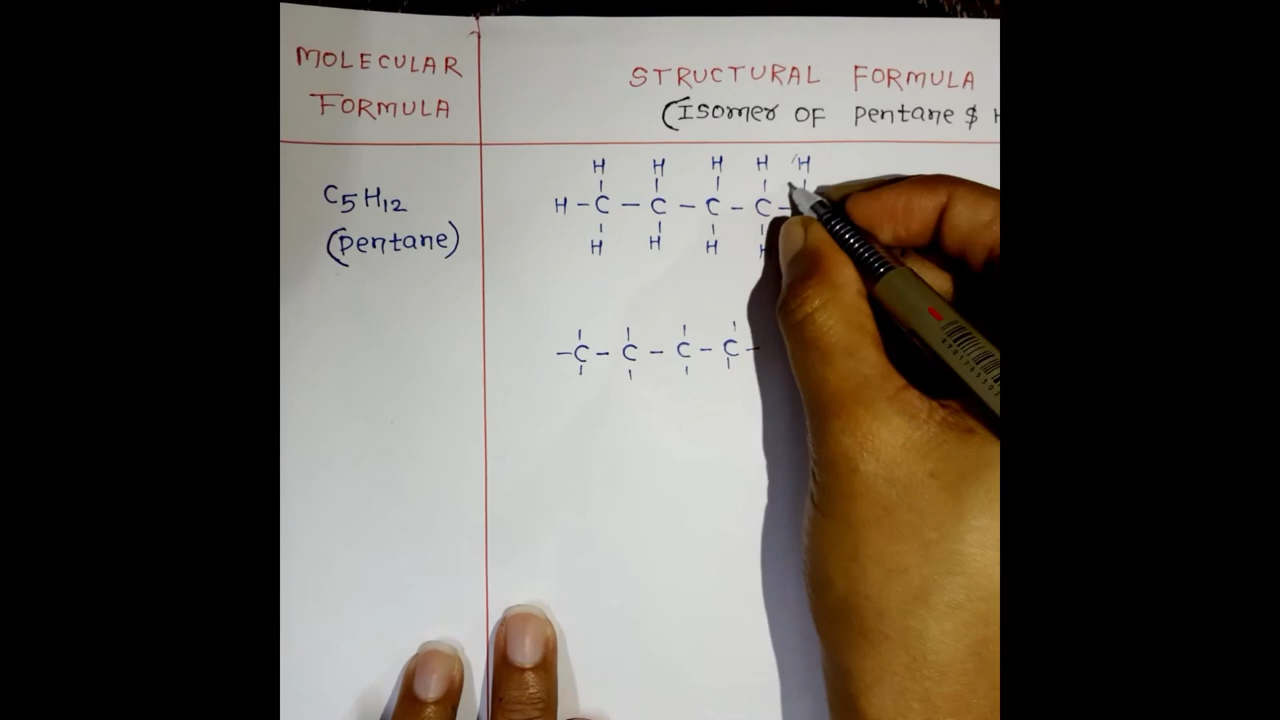 MOLECULAR
FORMULA
STRUCTURAL FORMULA
(Isomer OF pentane $ H
C5H12
(pentane)
H H H H H
H - C - C - C - C -
H H H H
- C - C - C - C -